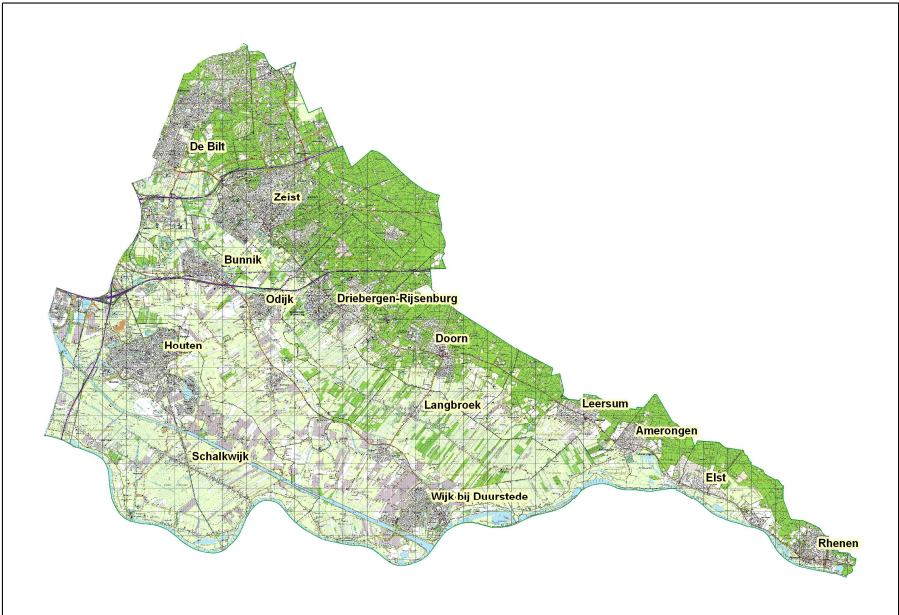 De Bilt
Zeist
Bunnik
Odijk
Driebergen-Rijsenburg
Doorn
Houten
Langbroek
Leersum
Amerongen
Schalkwijk
Elst
Wijk bij Duurstede
Rhenen